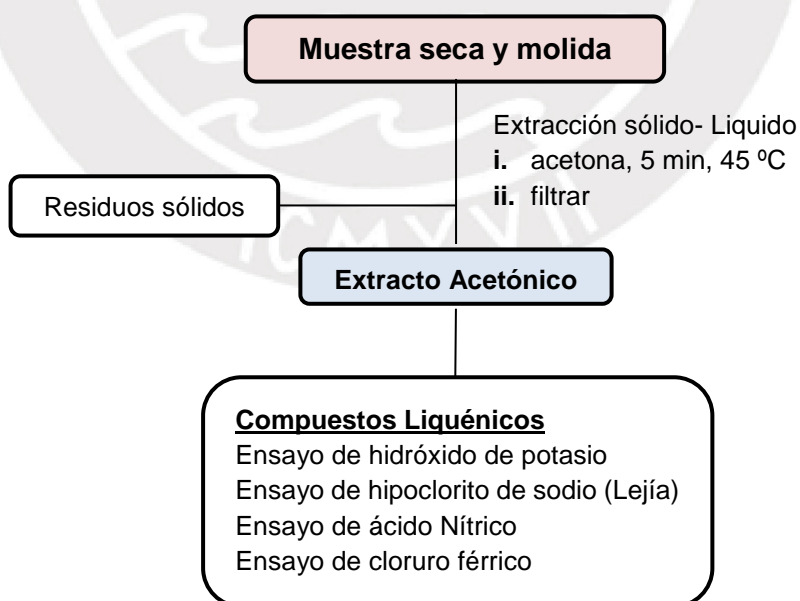 Muestra seca y molida
Extracción sólido- Liquido
i. acetona, 5 min, 45 ºC
ii. filtrar
Residuos sólidos
Extracto Acetónico
Compuestos Liquénicos
Ensayo de hidróxido de potasio
Ensayo de hipoclorito de sodio (Lejía)
Ensayo de ácido Nítrico
Ensayo de cloruro férrico